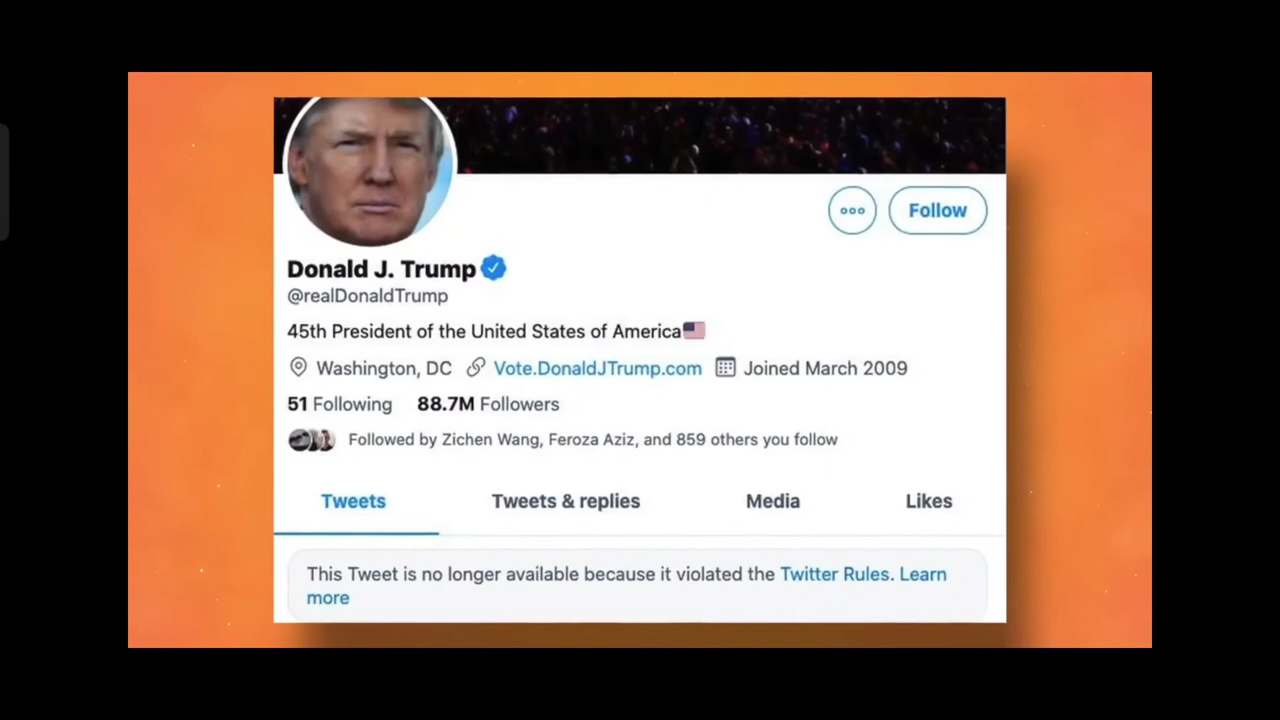 Follow
Donald J. Trump
@realDonaldTrump
45th President of the United States of America🇺🇸
Washington, DC Vote.DonaldJTrump.com Joined March 2009
51 Following 88.7M Followers
Followed by Zichen Wang, Feroza Aziz, and 859 others you follow
Tweets Tweets & replies Media Likes
This Tweet is no longer available because it violated the Twitter Rules. Learn
more